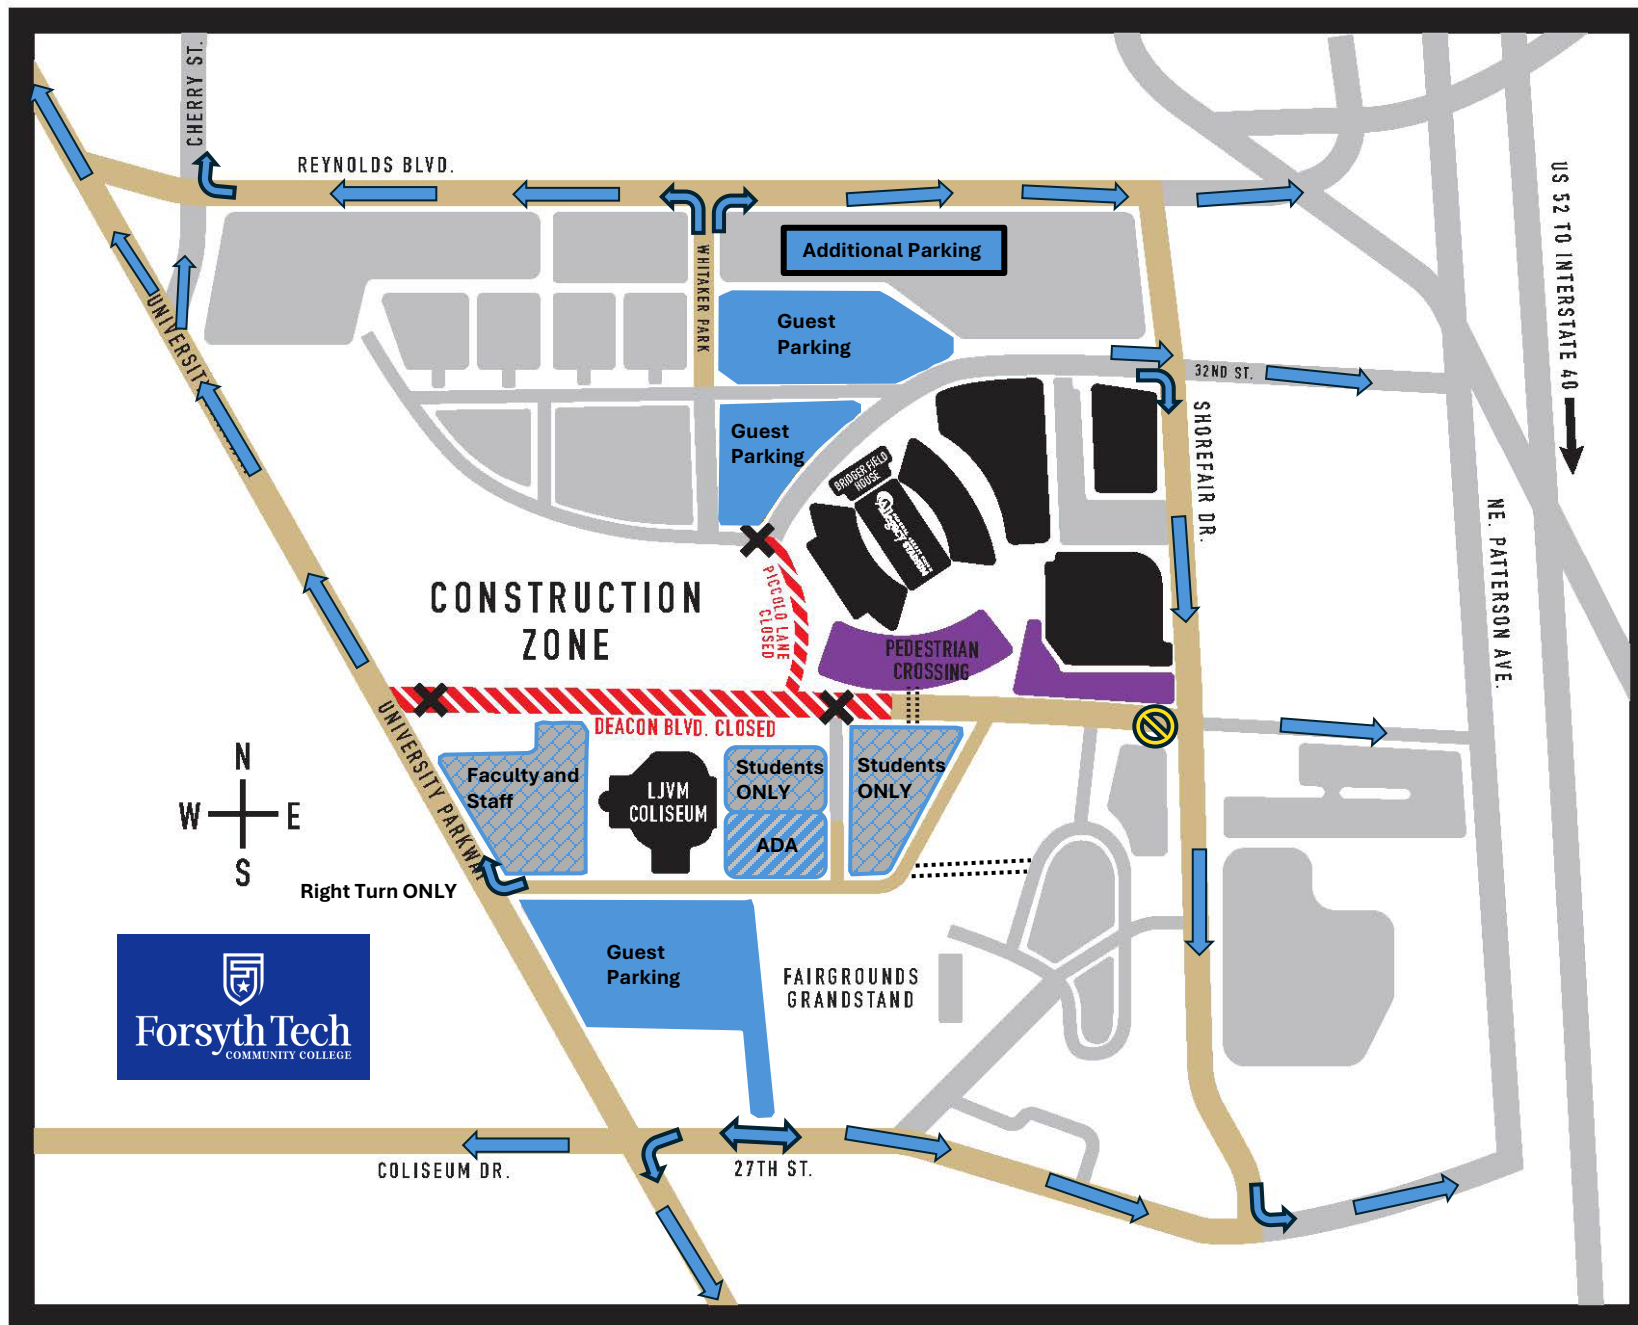 CHERRY ST.
REYNOLDS BLVD.
Additional Parking
WHITAKER PARK
Guest
Parking
US 52 TO INTERSTATE 40
32ND ST.
SHOREFAIR DR.
Guest
Parking
BRIDGER FIELD
HOUSE
NE. PATTERSON AVE.
CONSTRUCTION
ZONE
PICCOLO LANE
CLOSED
PEDESTRIAN
CROSSING
DEACON BLVD. CLOSED
UNIVERSITY PARKWAY
N
W E
S
Faculty and
Staff
LJVM
COLISEUM
Students
ONLY
ADA
Students
ONLY
Right Turn ONLY
Guest
Parking
FAIRGROUNDS
GRANDSTAND
Forsyth Tech
COMMUNITY COLLEGE
COLISEUM DR.
27TH ST.